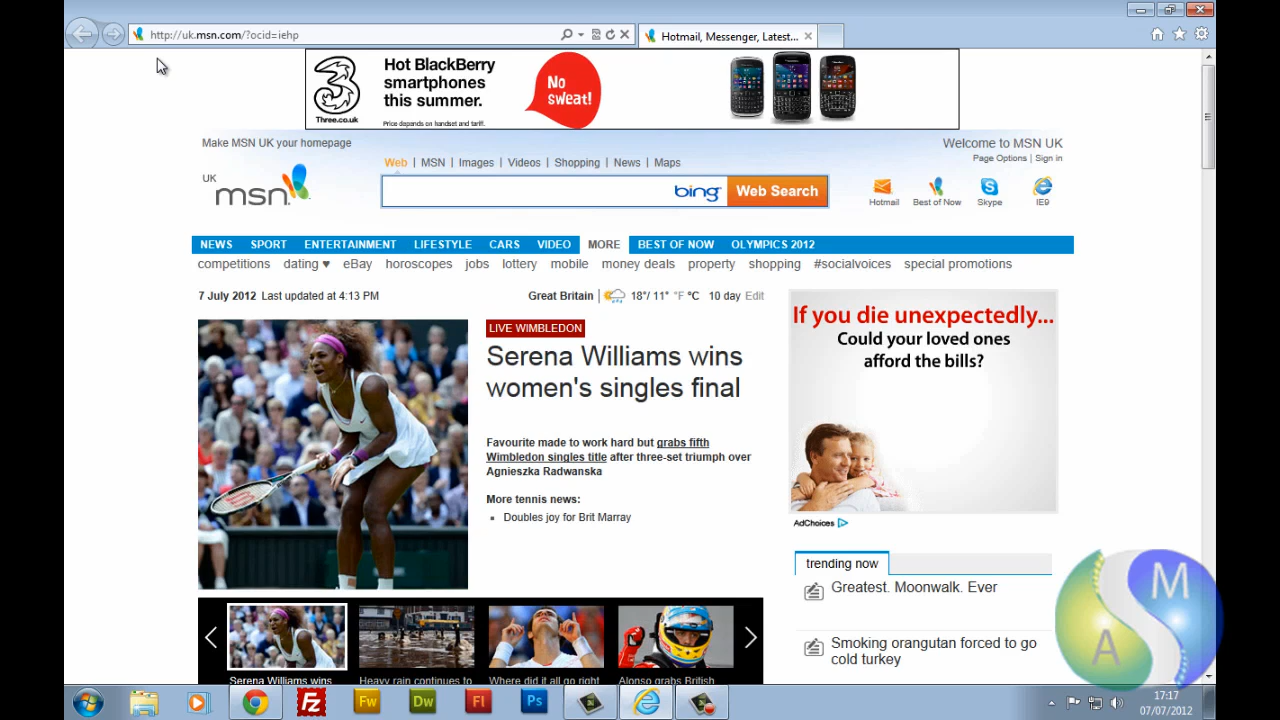 http://uk.msn.com/?ocid=iehp
Hotmail, Messenger, Latest...
Three.co.uk
Hot BlackBerry
smartphones
this summer.
Price depends on handset and tariff.
No
sweat!
Make MSN UK your homepage
Welcome to MSN UK
Page Options | Sign in
Web | MSN | Images | Videos | Shopping | News | Maps
UK
msn
bing
Web Search
Hotmail Best of Now Skype IE9
NEWS SPORT ENTERTAINMENT LIFESTYLE CARS VIDEO MORE BEST OF NOW OLYMPICS 2012
competitions dating ♥ eBay horoscopes jobs lottery mobile money deals property shopping #socialvoices special promotions
7 July 2012 Last updated at 4:13 PM
Great Britain | 18°/ 11° °F °C 10 day Edit
LIVE WIMBLEDON
Serena Williams wins
women's singles final
Favourite made to work hard but grabs fifth
Wimbledon singles title after three-set triumph over
Agnieszka Radwanska
More tennis news:
Doubles joy for Brit Marray
If you die unexpectedly...
Could your loved ones
afford the bills?
AdChoices
trending now
Greatest. Moonwalk. Ever
Smoking orangutan forced to go
cold turkey
Serena Williams wins
Heavy rain continues to
Where did it all go right
Alonso grabs British
A S M
Fz Fw Dw Fl Ps
17:17
07/07/2012